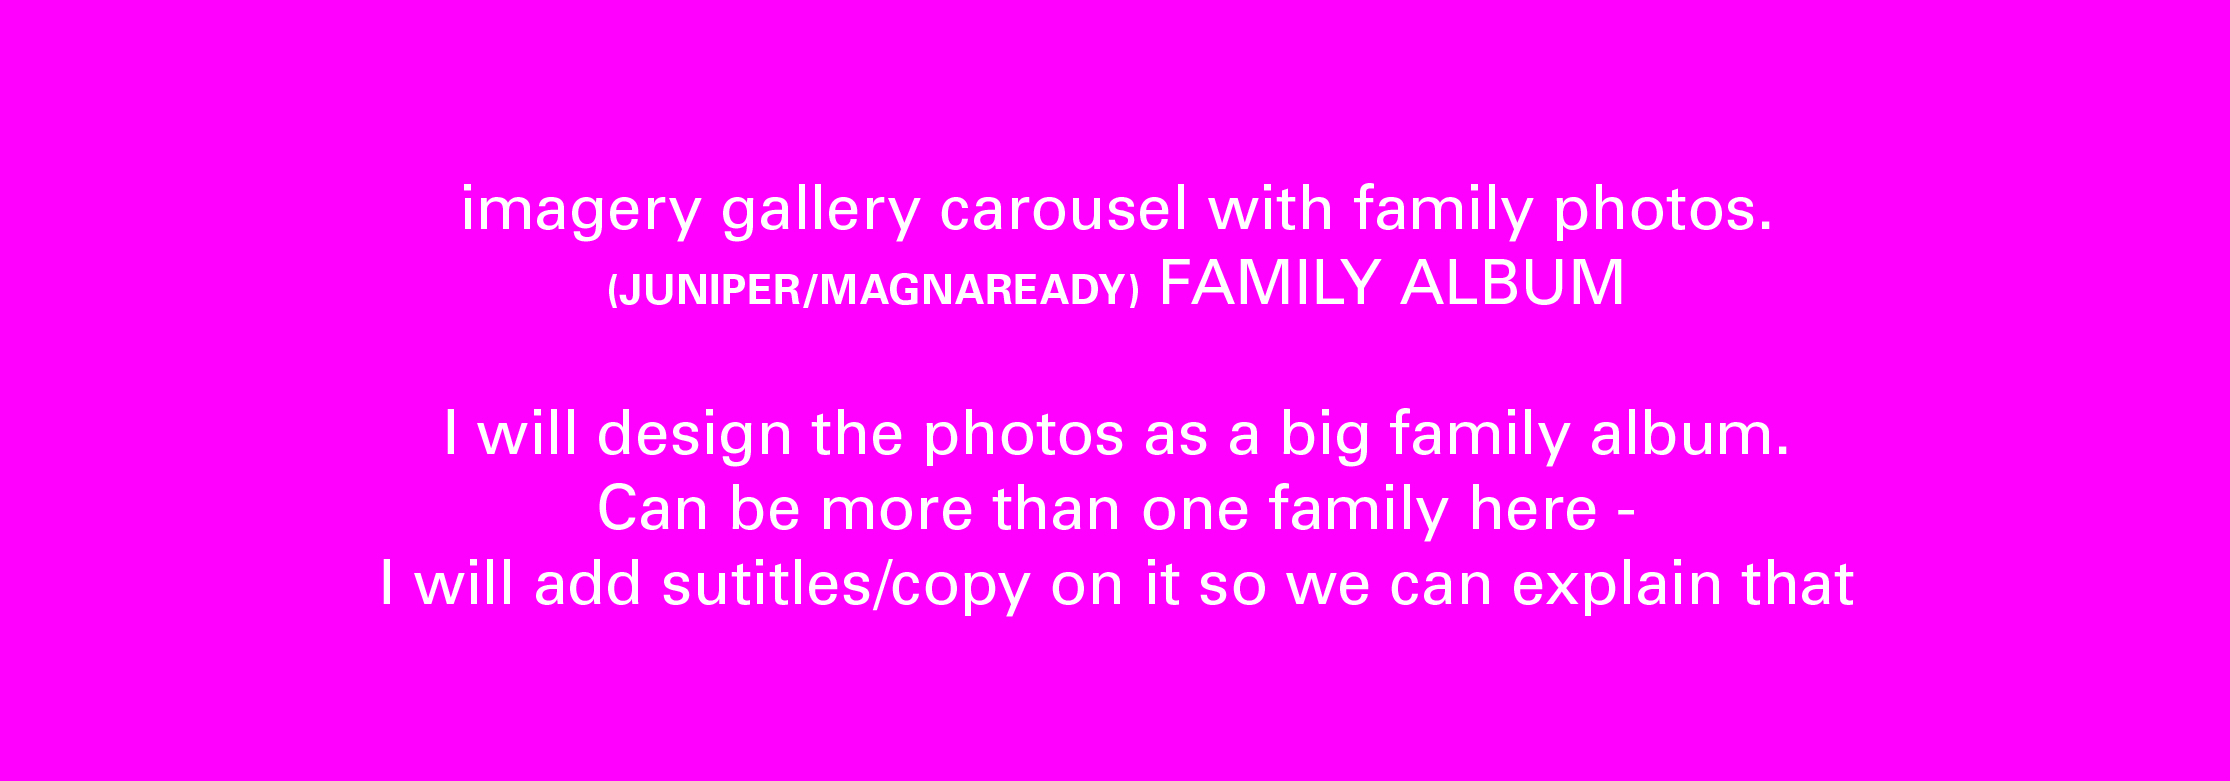 imagery gallery carousel with family photos.
(JUNIPER/MAGNAREADY) FAMILY ALBUM
I will design the photos as a big family album.
Can be more than one family here -
I will add sutitles/copy on it so we can explain that